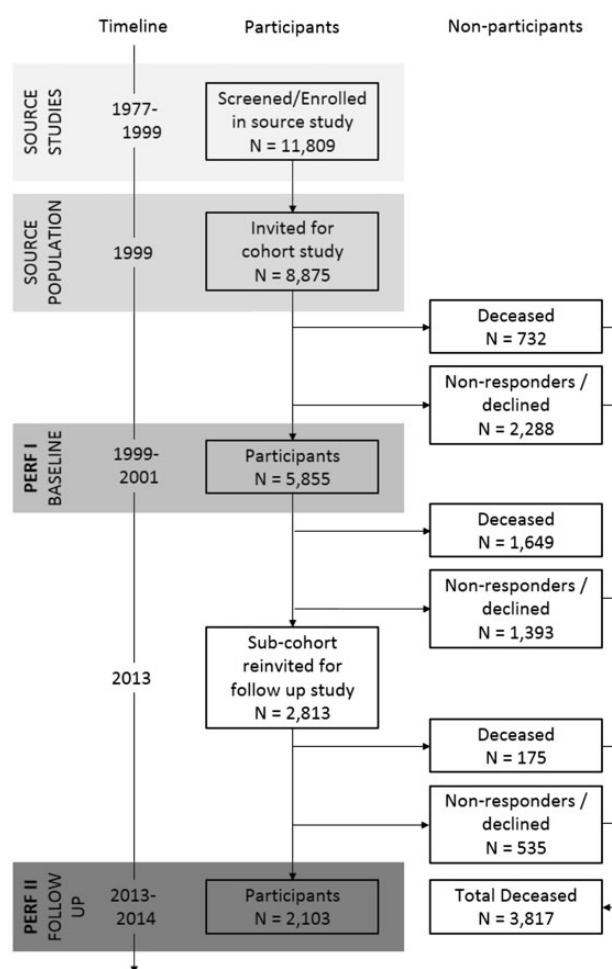 Timeline
Participants
Non-participants
SOURCE
STUDIES
1977-
1999
Screened/Enrolled
in source study
N = 11,809
SOURCE
POPULATION
1999
Invited for
cohort study
N = 8,875
Deceased
N = 732
Non-responders /
declined
N = 2,288
PERF I
BASELINE
1999-
2001
Participants
N = 5,855
Deceased
N = 1,649
Non-responders /
declined
N = 1,393
2013
Sub-cohort
reinvited for
follow up study
N = 2,813
Deceased
N = 175
Non-responders /
declined
N = 535
PERF II
FOLLOW
UP
2013-
2014
Participants
N = 2,103
Total Deceased
N = 3,817